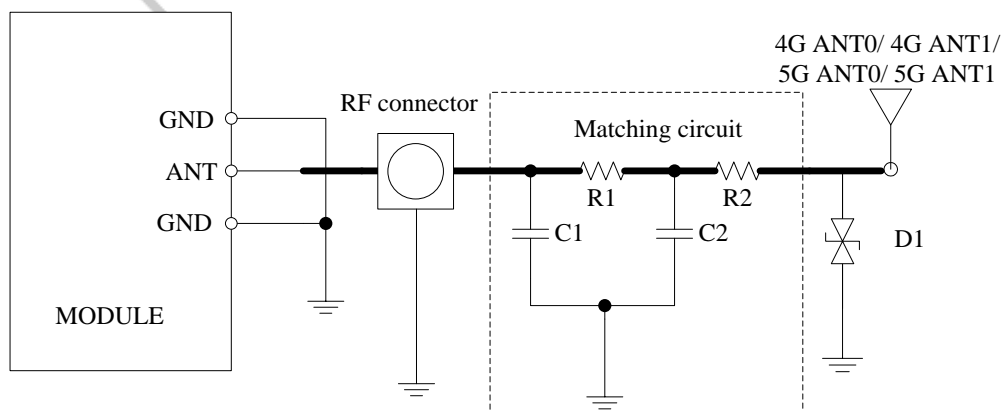 4G ANT0/ 4G ANT1/
5G ANT0/ 5G ANT1
RF connector
Matching circuit
GND
ANT
GND
R1
R2
C1
C2
D1
MODULE